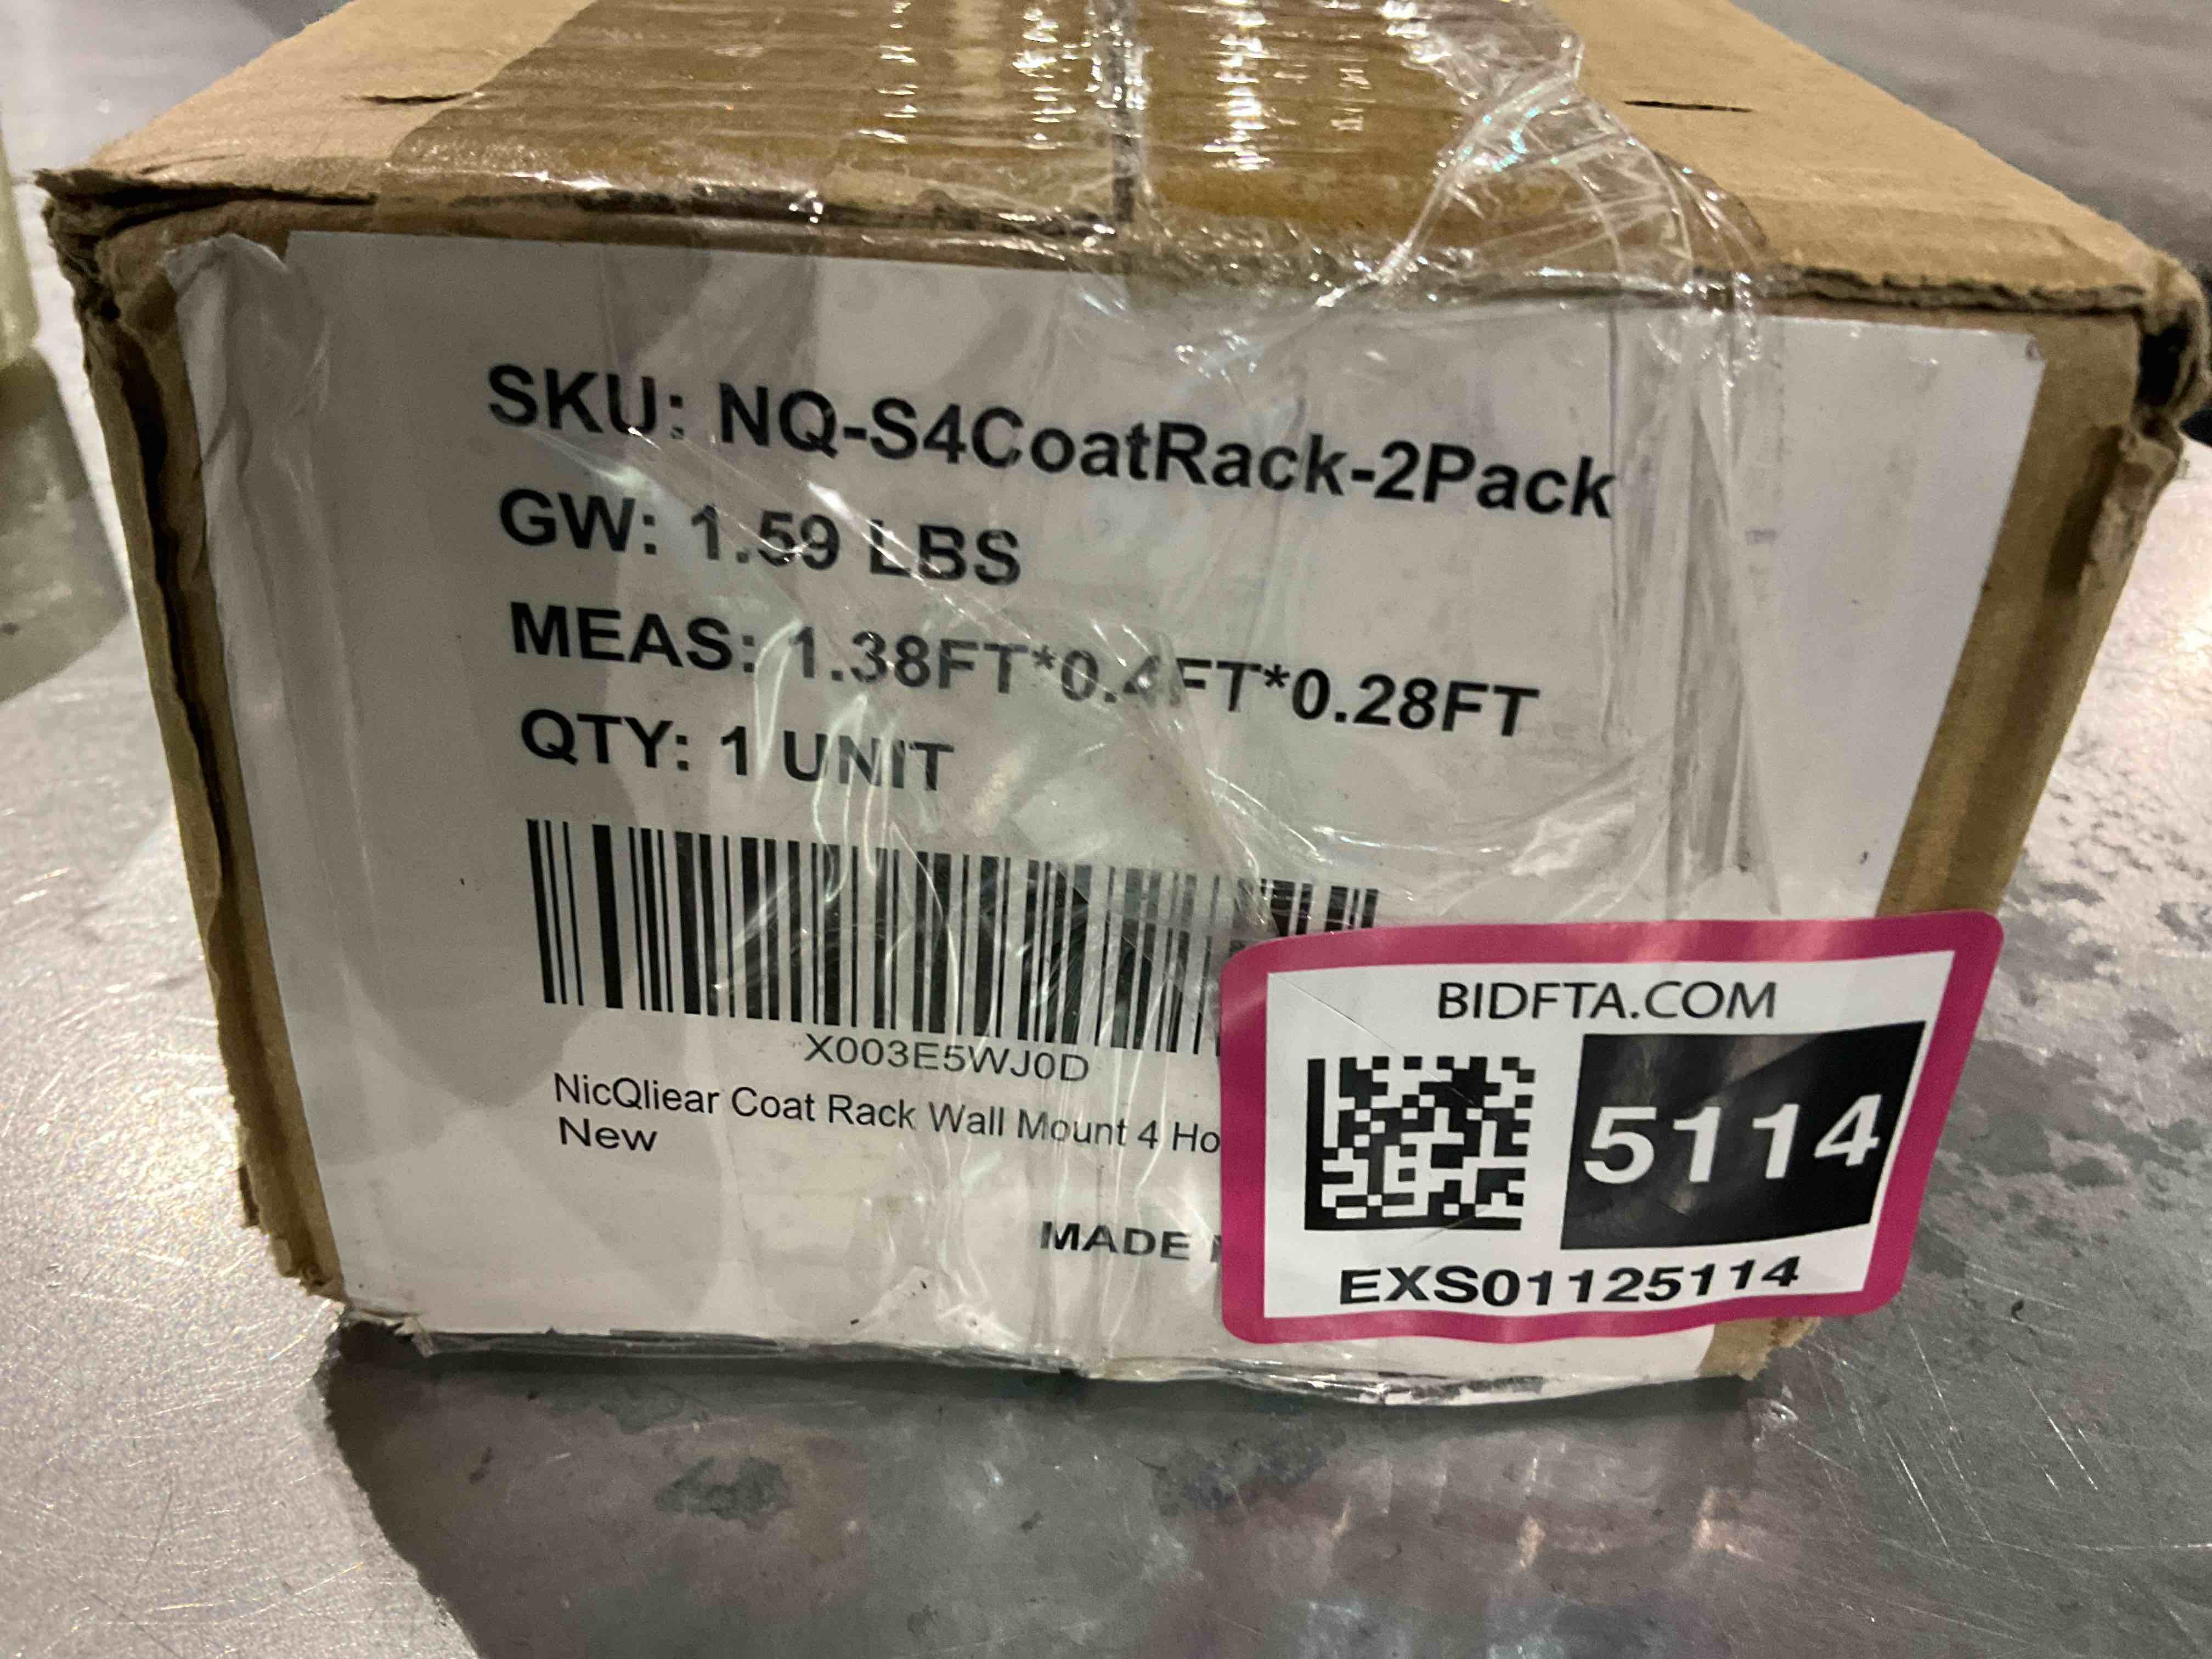 SKU: NQ-S4CoatRack-2Pack
GW: 1.59 LBS
MEAS: 1.38FT*0.4FT*0.28FT
QTY: 1 UNIT
X003E5WJ0D
NicQliear Coat Rack Wall Mount 4 Ho
New
MADE
BIDFTA.COM
5114
EXS01125114